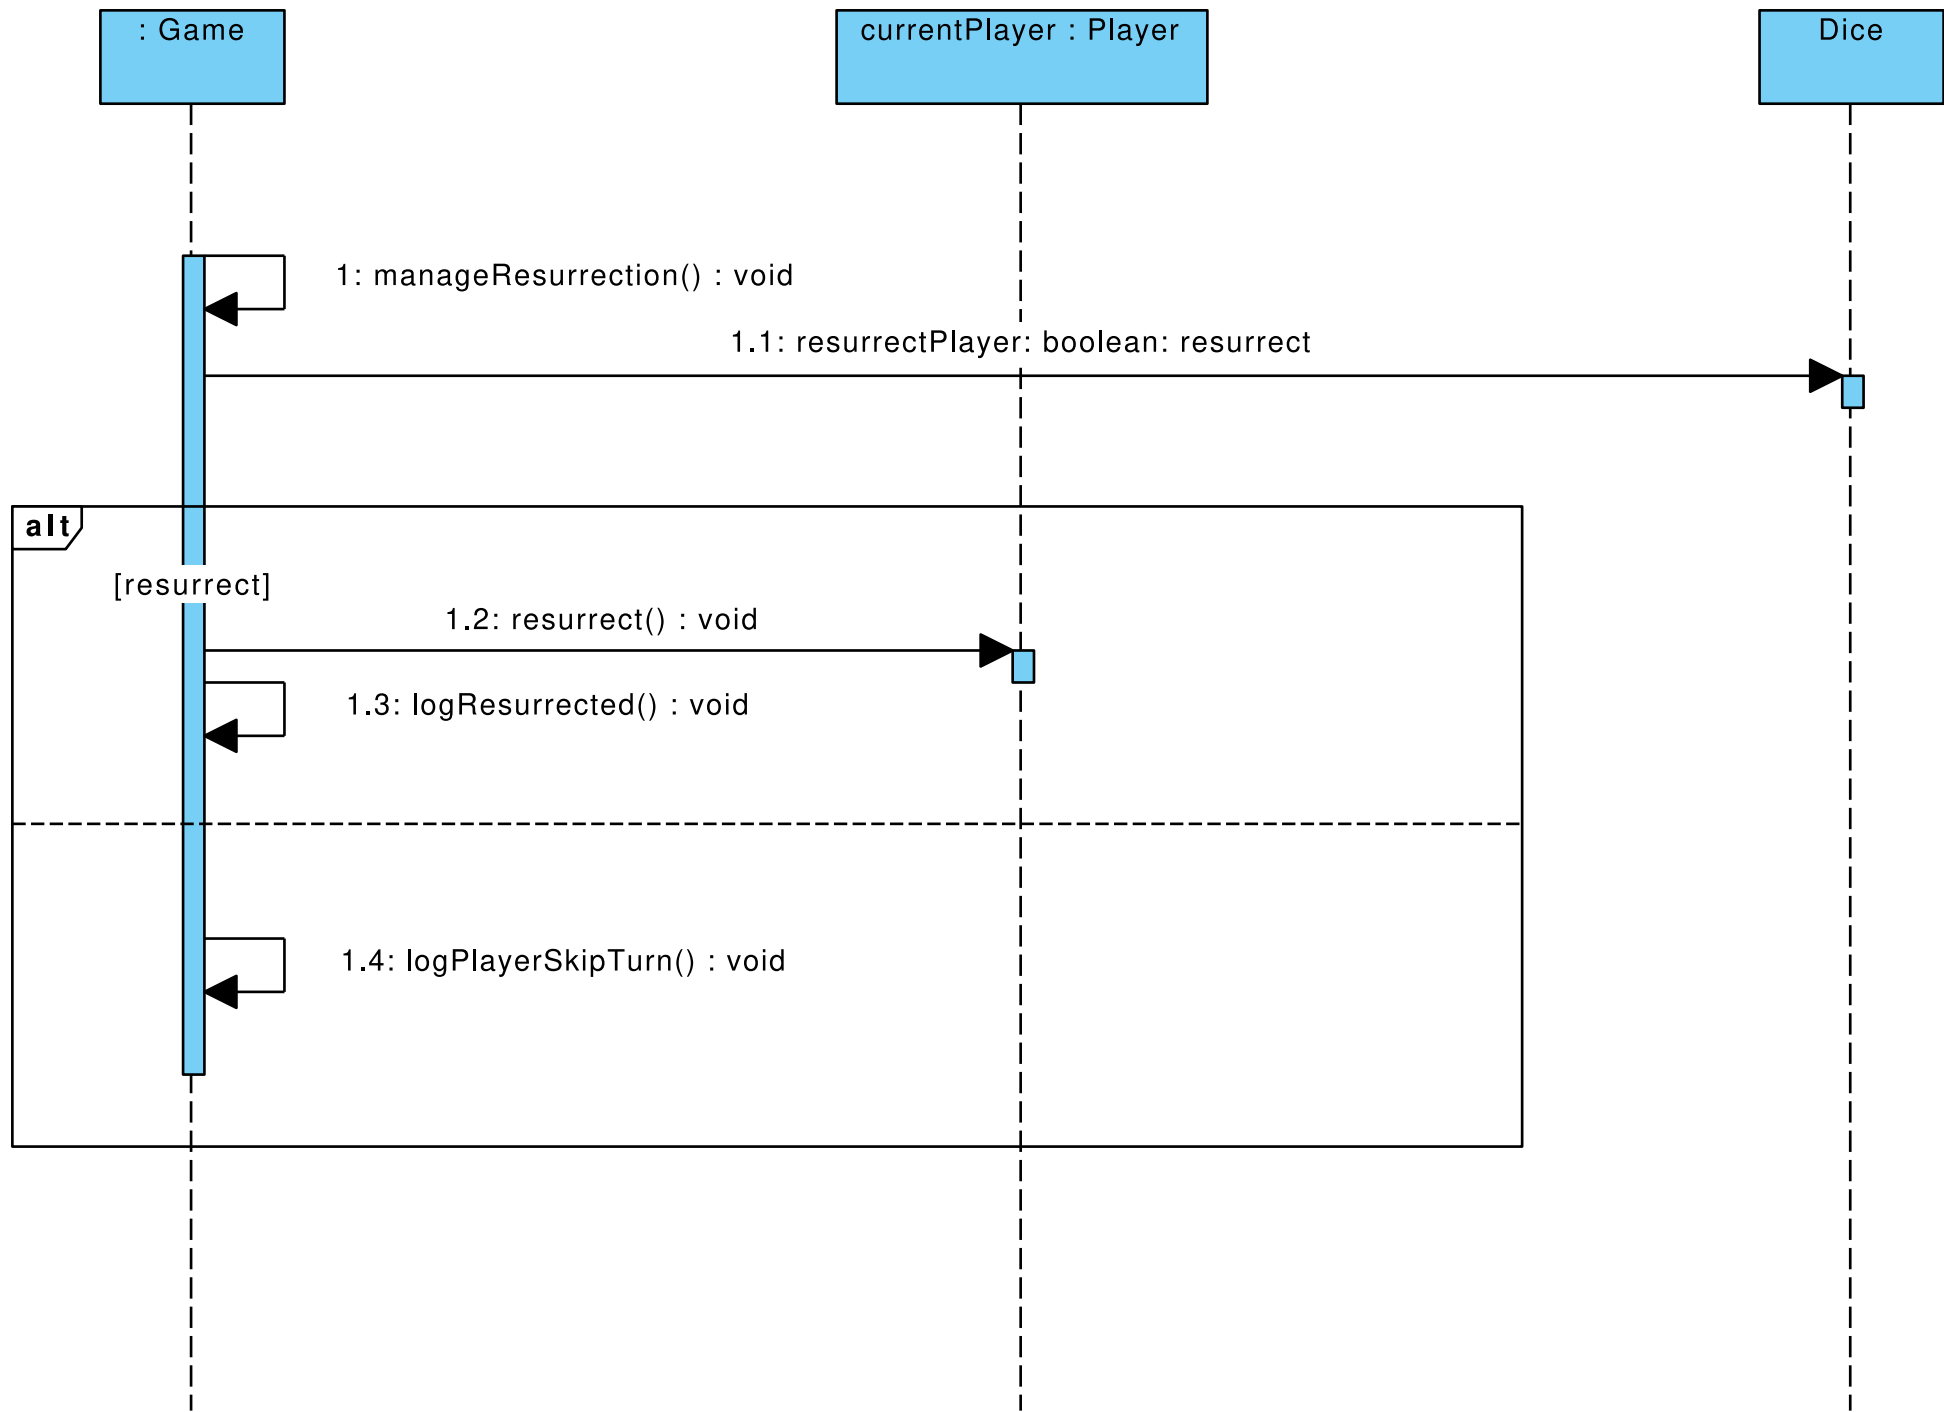 : Game
currentPlayer : Player
Dice
1: manageResurrection() : void
1.1: resurrectPlayer: boolean: resurrect
alt
[resurrect]
1.2: resurrect() : void
1.3: logResurrected() : void
1.4: logPlayerSkipTurn() : void